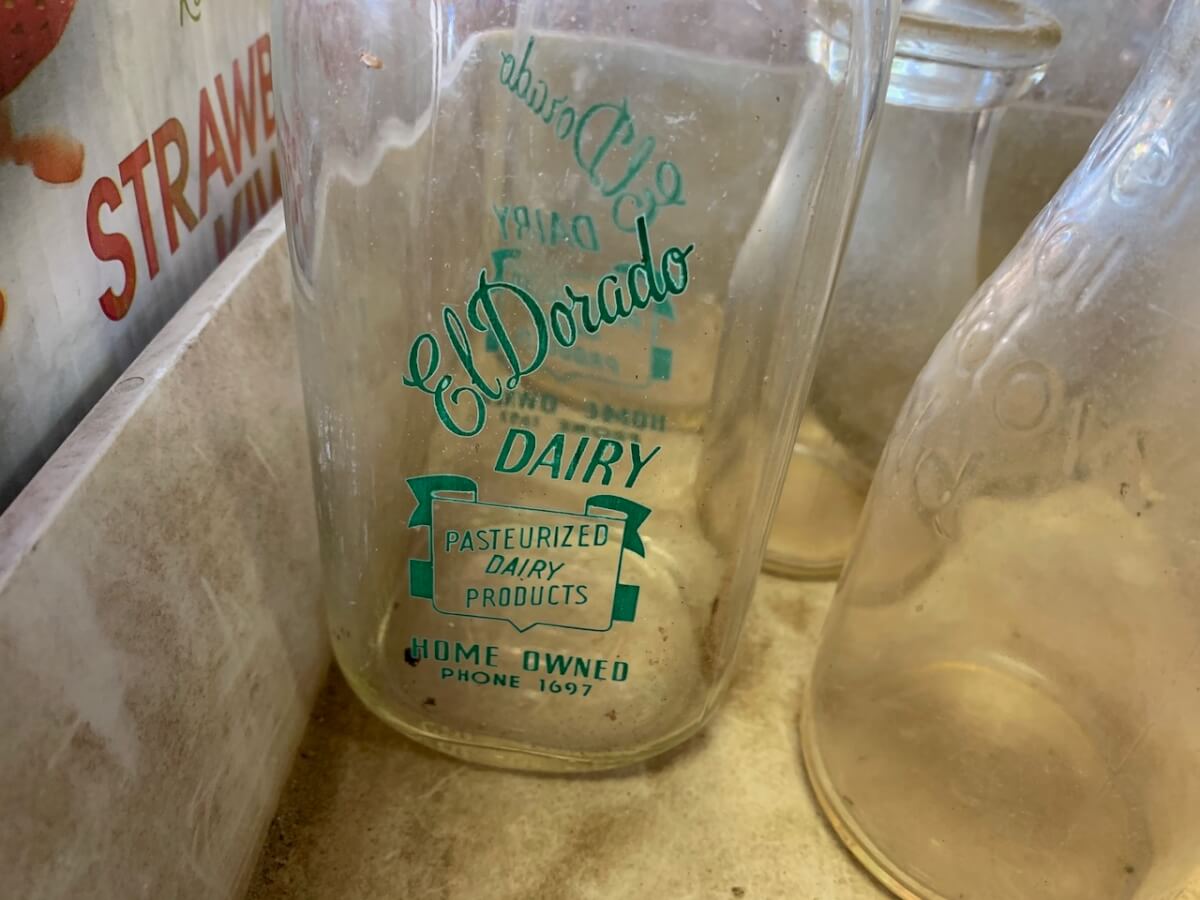 STRAWB
El Dorado
DAIRY
PASTEURIZED
DAIRY
PRODUCTS
HOME OWNED
PHONE 1697